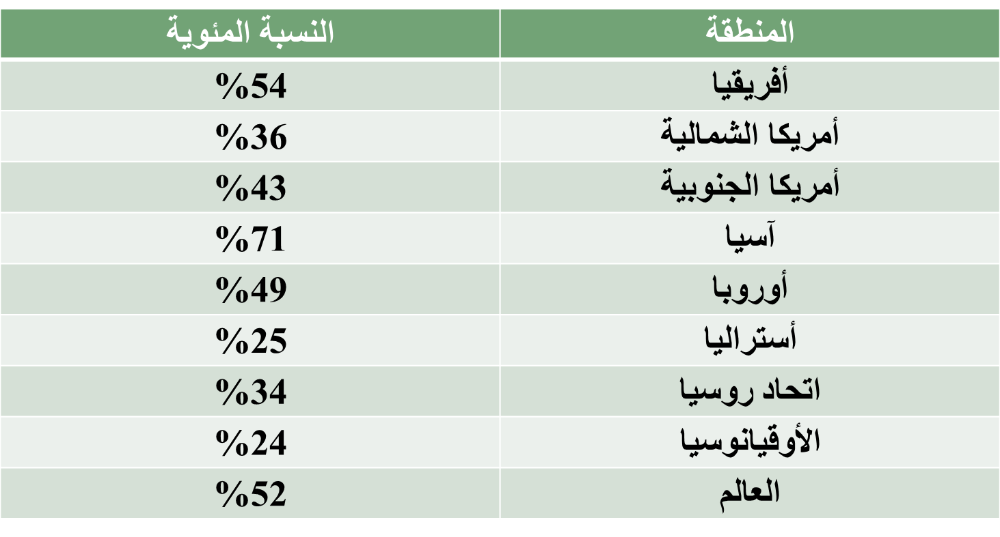 المنطقة النسبة المئوية
أفريقيا %54
أمريكا الشمالية %36
أمريكا الجنوبية %43
آسيا %71
أوروبا %49
أستراليا %25
اتحاد روسيا %34
الأوقيانوسيا %24
العالم %52